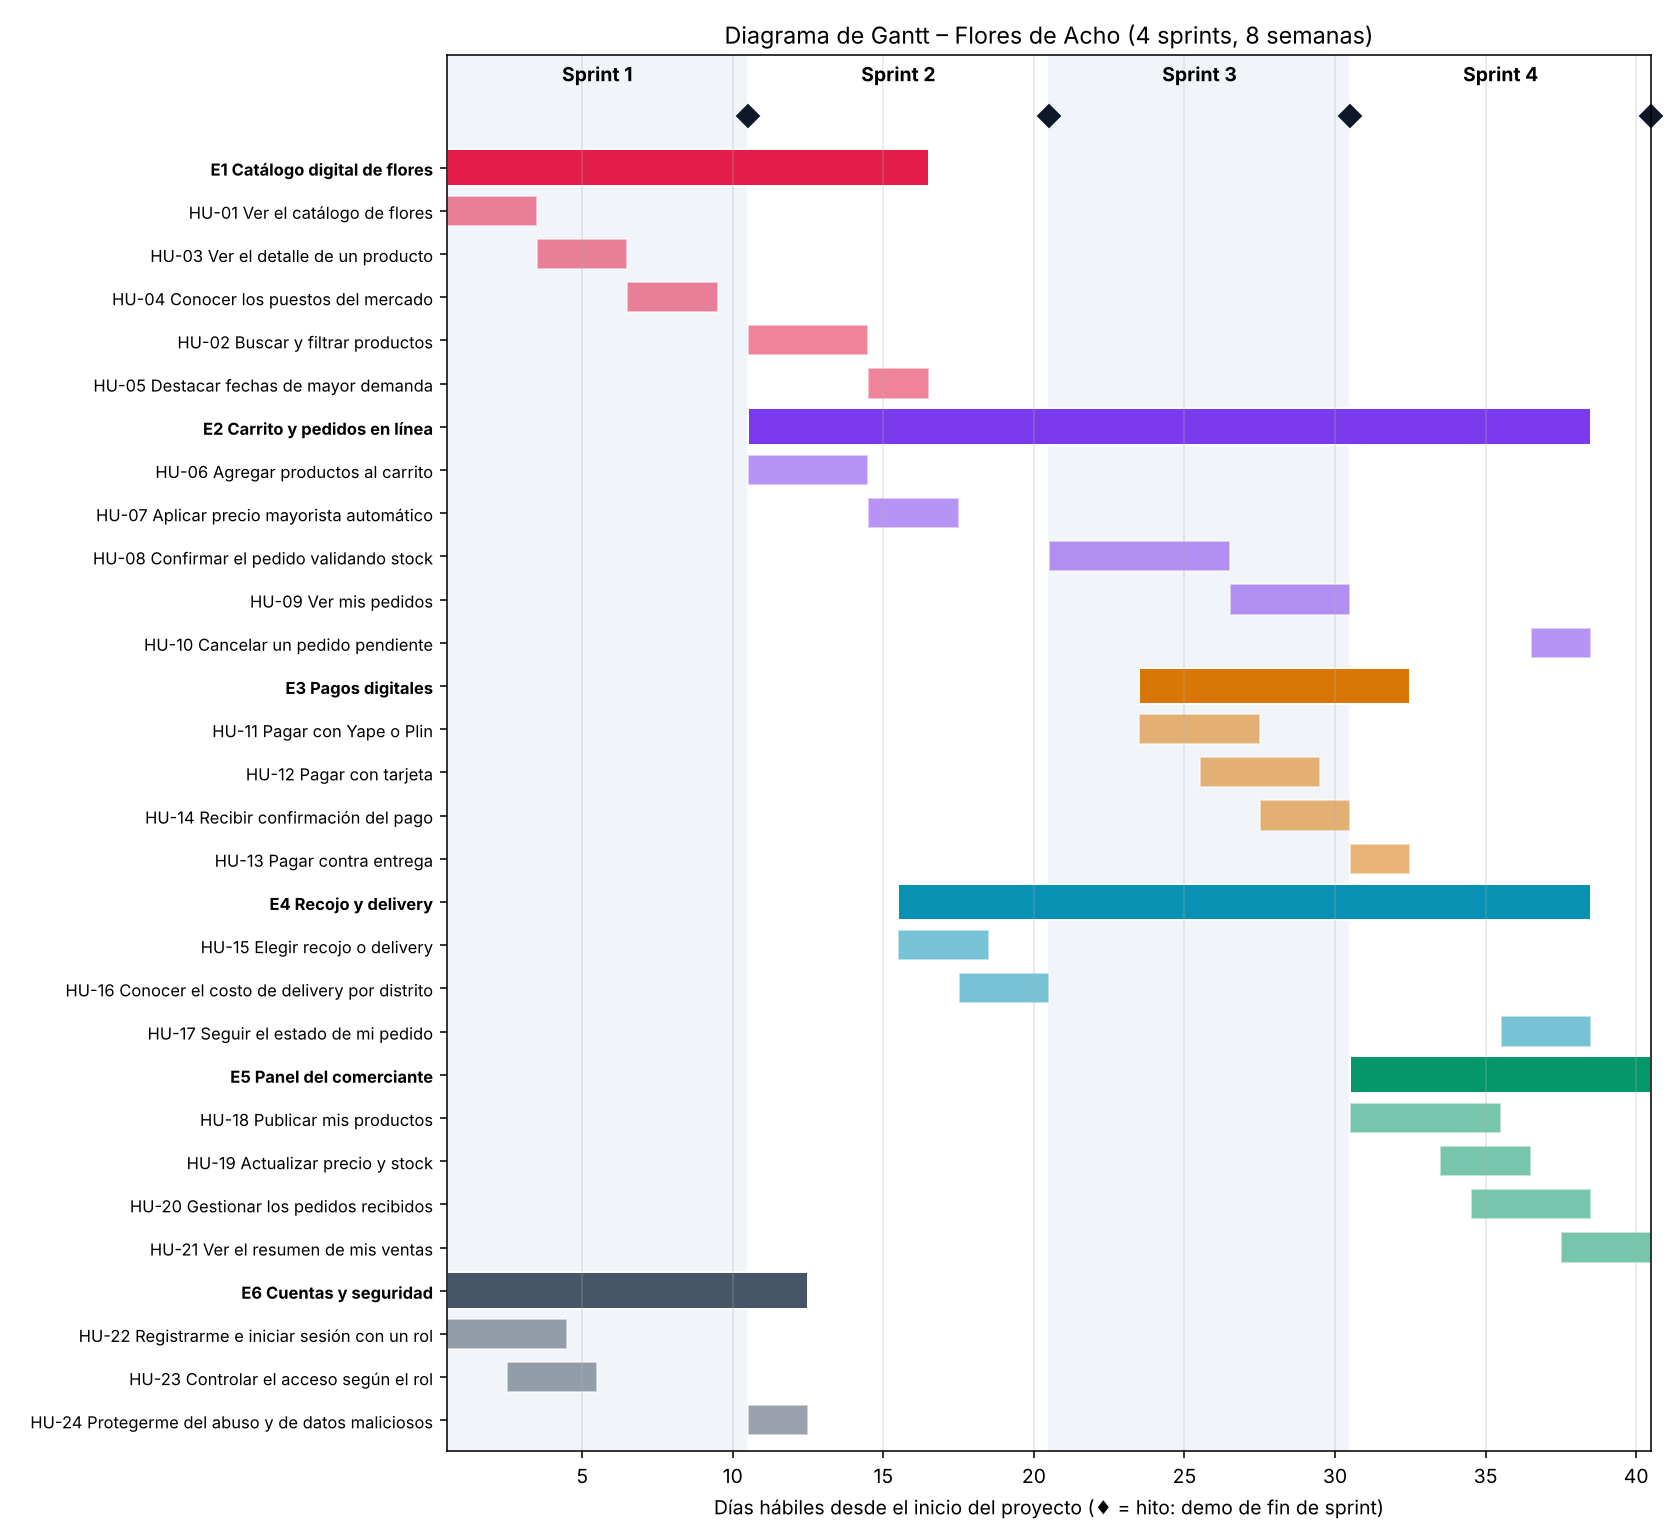 Diagrama de Gantt – Flores de Acho (4 sprints, 8 semanas)
Sprint 1
Sprint 2
Sprint 3
Sprint 4
E1 Catálogo digital de flores
HU-01 Ver el catálogo de flores
HU-03 Ver el detalle de un producto
HU-04 Conocer los puestos del mercado
HU-02 Buscar y filtrar productos
HU-05 Destacar fechas de mayor demanda
E2 Carrito y pedidos en línea
HU-06 Agregar productos al carrito
HU-07 Aplicar precio mayorista automático
HU-08 Confirmar el pedido validando stock
HU-09 Ver mis pedidos
HU-10 Cancelar un pedido pendiente
E3 Pagos digitales
HU-11 Pagar con Yape o Plin
HU-12 Pagar con tarjeta
HU-14 Recibir confirmación del pago
HU-13 Pagar contra entrega
E4 Recojo y delivery
HU-15 Elegir recojo o delivery
HU-16 Conocer el costo de delivery por distrito
HU-17 Seguir el estado de mi pedido
E5 Panel del comerciante
HU-18 Publicar mis productos
HU-19 Actualizar precio y stock
HU-20 Gestionar los pedidos recibidos
HU-21 Ver el resumen de mis ventas
E6 Cuentas y seguridad
HU-22 Registrarme e iniciar sesión con un rol
HU-23 Controlar el acceso según el rol
HU-24 Protegerme del abuso y de datos maliciosos
5 10 15 20 25 30 35 40
Días hábiles desde el inicio del proyecto (♦ = hito: demo de fin de sprint)